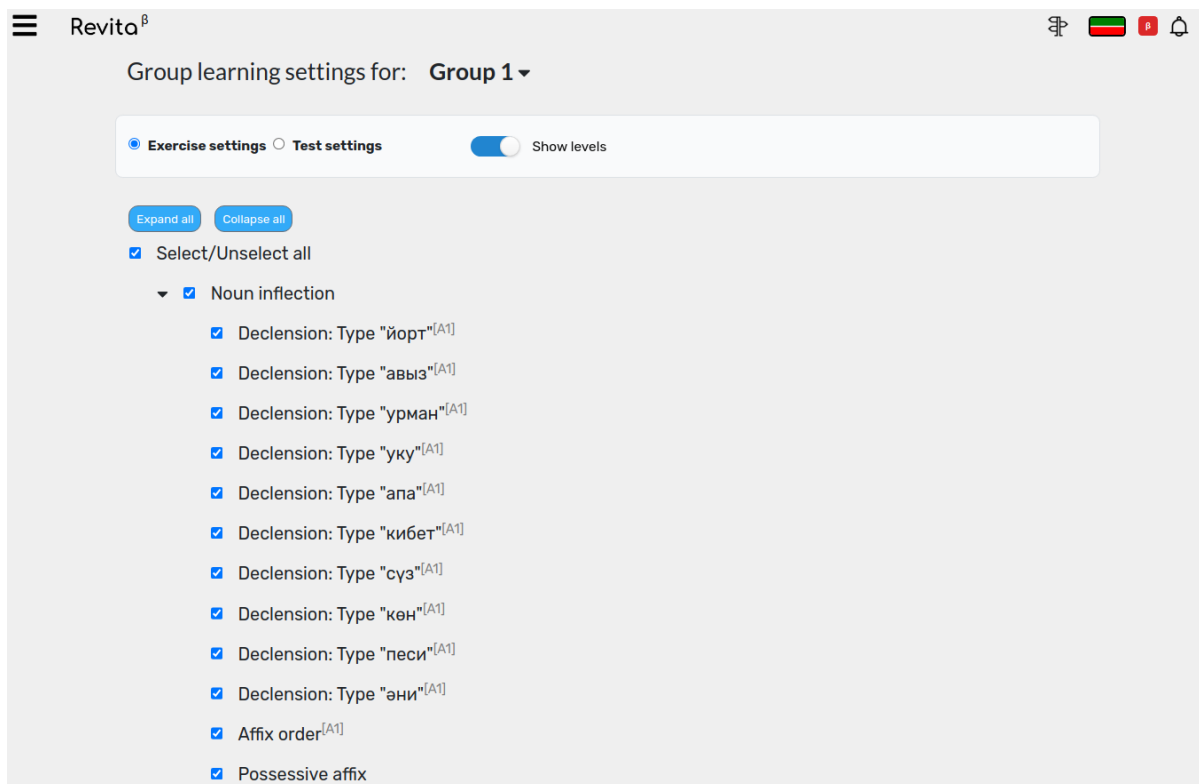 Revita β
β
Group learning settings for: Group 1
Exercise settings Test settings Show levels
Expand all Collapse all
Select/Unselect all
Noun inflection
Declension: Type "йорт"[A1]
Declension: Type "авыз"[A1]
Declension: Type "урман"[A1]
Declension: Type "уку"[A1]
Declension: Type "апа"[A1]
Declension: Type "кибет"[A1]
Declension: Type "сүз"[A1]
Declension: Type "көн"[A1]
Declension: Type "песи"[A1]
Declension: Type "әни"[A1]
Affix order[A1]
Possessive affix